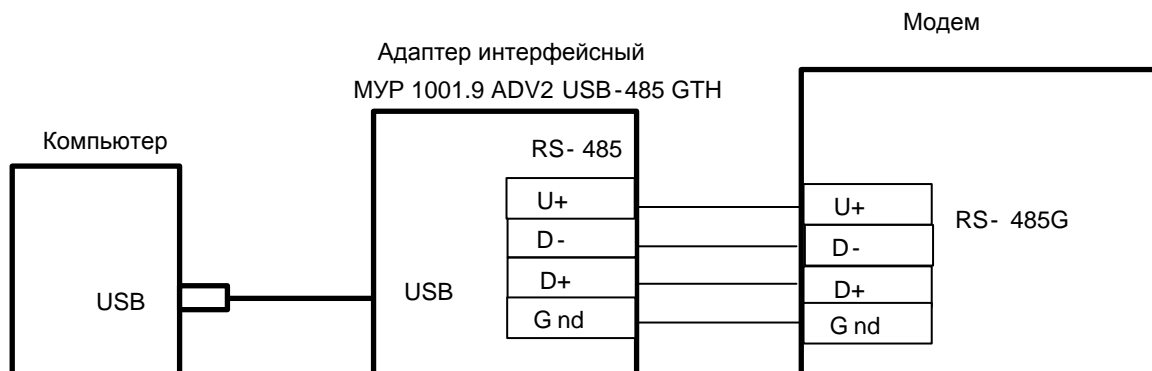 Модем
Адаптер интерфейсный
МУР 1001.9 ADV2 USB-485 GTH
Компьютер
RS- 485
U+
D-
D+
G nd
USB
USB
U+
D-
D+
G nd
RS- 485G